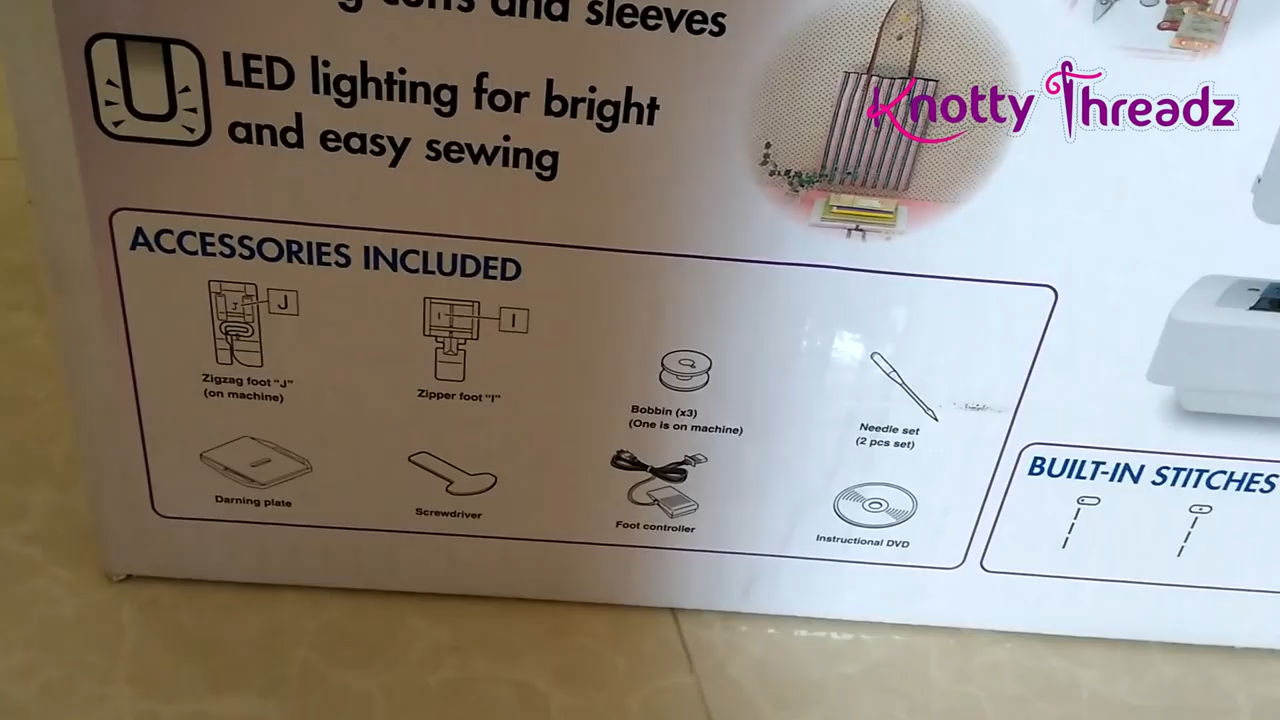 and sleeves
LED lighting for bright
and easy sewing
Knotty Threadz
ACCESSORIES INCLUDED
J
I
Zigzag foot "J"
(on machine)
Zipper foot "I"
Bobbin (x3)
(One is on machine)
Needle set
(2 pcs set)
Darning plate
Screwdriver
Foot controller
Instructional DVD
BUILT-IN STITCHES